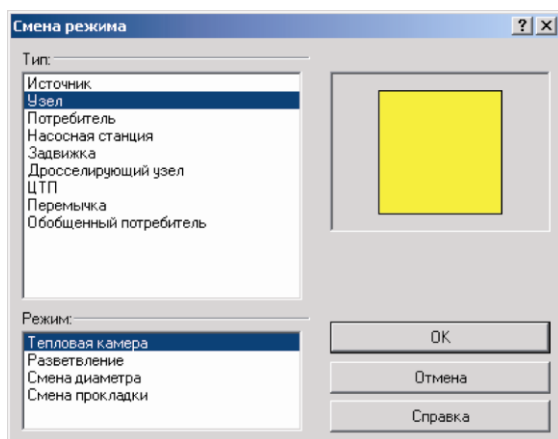 Смена режима
Тип:
Источник
Узел
Потребитель
Насосная станция
Задвижка
Дросселирующий узел
ЦТП
Перемычка
Обобщенный потребитель
Режим:
Тепловая камера
Разветвление
Смена диаметра
Смена прокладки
OK
Отмена
Справка